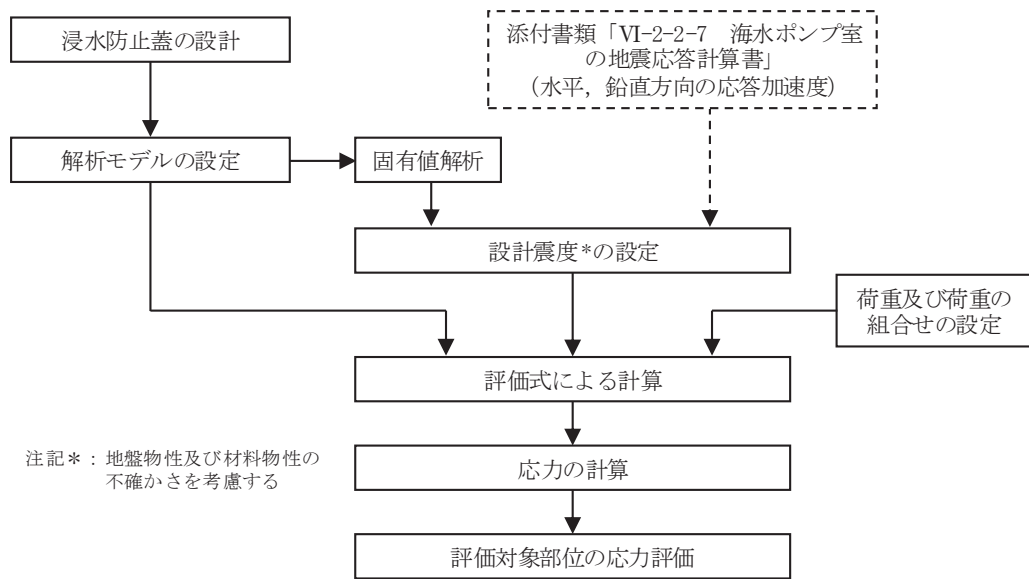 浸水防止蓋の設計
添付書類「Ⅵ-2-2-7 海水ポンプ室
の地震応答計算書」
（水平，鉛直方向の応答加速度）
解析モデルの設定
固有値解析
設計震度*の設定
荷重及び荷重の
組合せの設定
評価式による計算
注記＊：地盤物性及び材料物性の
不確かさを考慮する
応力の計算
評価対象部位の応力評価